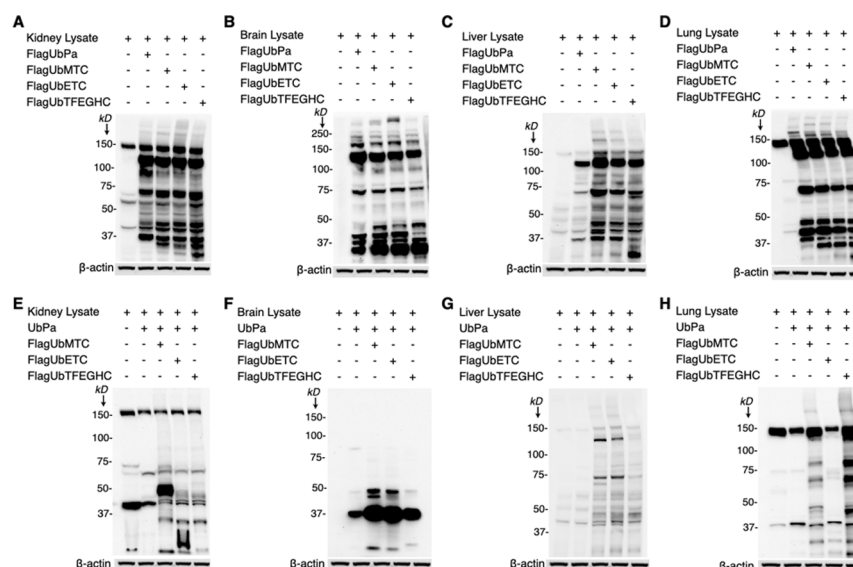 A
Kidney Lysate + + + + +
FlagUbPa - + - - -
FlagUbMTC - - + - -
FlagUbETC - - - + -
FlagUbTFEGHC - - - - +
kD
150-
100-
75-
50-
37-
β-actin
B
Brain Lysate + + + + +
FlagUbPa - + - - -
FlagUbMTC - - + - -
FlagUbETC - - - + -
FlagUbTFEGHC - - - - +
kD
250-
150-
100-
75-
50-
37-
β-actin
C
Liver Lysate + + + + +
FlagUbPa - + - - -
FlagUbMTC - - + - -
FlagUbETC - - - + -
FlagUbTFEGHC - - - - +
kD
150-
100-
75-
50-
37-
β-actin
D
Lung Lysate + + + + +
FlagUbPa - + - - -
FlagUbMTC - - + - -
FlagUbETC - - - + -
FlagUbTFEGHC - - - - +
kD
150-
100-
75-
50-
37-
β-actin
E
Kidney Lysate + + + + +
UbPa - + + + +
FlagUbMTC - - + - -
FlagUbETC - - - + -
FlagUbTFEGHC - - - - +
kD
150-
100-
75-
50-
37-
β-actin
F
Brain Lysate + + + + +
UbPa - + + + +
FlagUbMTC - - + - -
FlagUbETC - - - + -
FlagUbTFEGHC - - - - +
kD
150-
100-
75-
50-
37-
β-actin
G
Liver Lysate + + + + +
UbPa - + + + +
FlagUbMTC - - + - -
FlagUbETC - - - + -
FlagUbTFEGHC - - - - +
kD
150-
100-
75-
50-
37-
β-actin
H
Lung Lysate + + + + +
UbPa - + + + +
FlagUbMTC - - + - -
FlagUbETC - - - + -
FlagUbTFEGHC - - - - +
kD
150-
100-
75-
50-
37-
β-actin